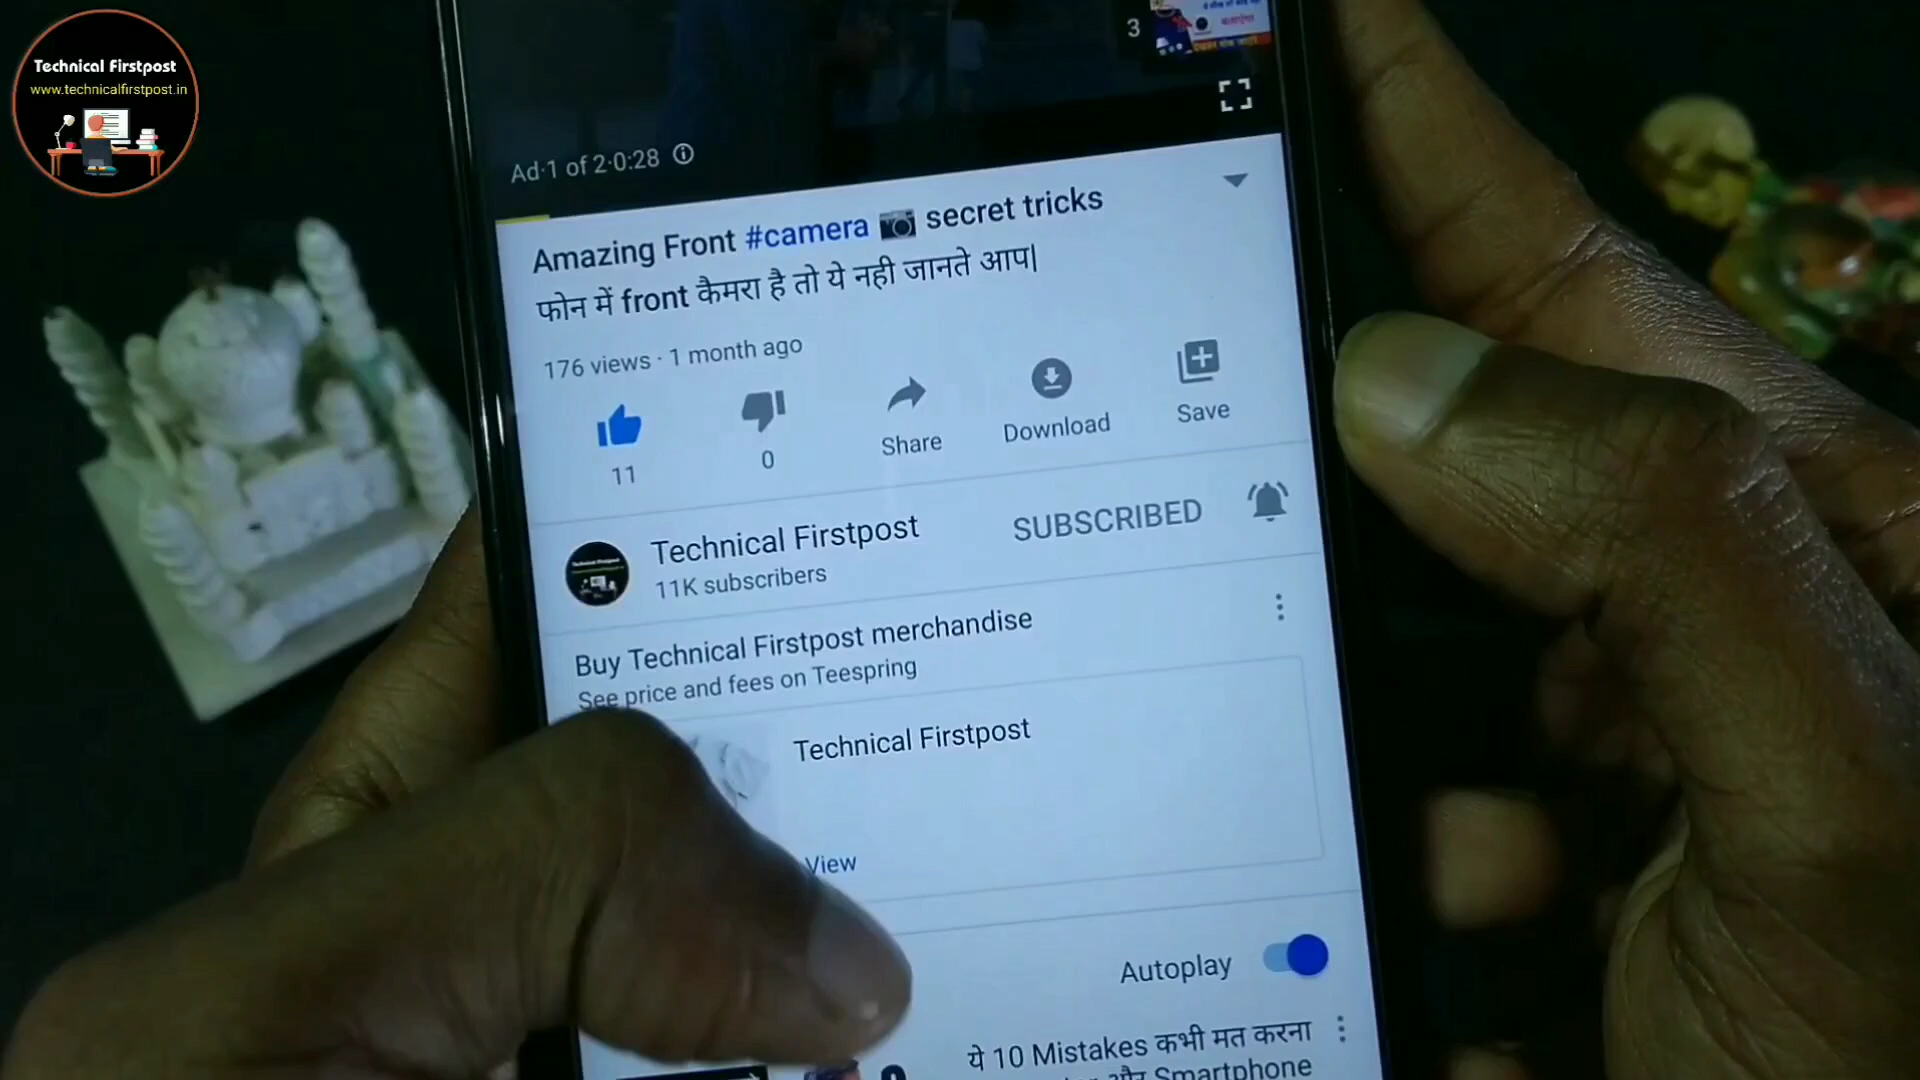 Technical Firstpost
www.technicalfirstpost.in
3
Ad·1 of 2·0:28
Amazing Front #camera 📷 secret tricks
फोन में front कैमरा है तो ये नही जानते आप|
176 views · 1 month ago
11
0
Share
Download
Save
Technical Firstpost
11K subscribers
SUBSCRIBED
Buy Technical Firstpost merchandise
See price and fees on Teespring
Technical Firstpost
View
Autoplay
ये 10 Mistakes कभी मत करना
और Smartphone